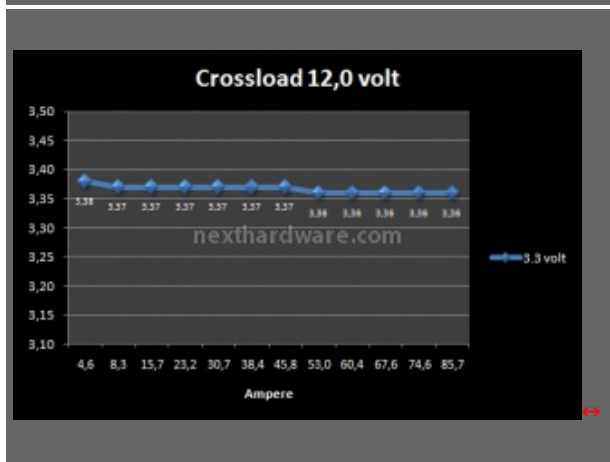 Crossload 12,0 volt
3,50
3,45
3,40
3,35
3,30
3,25
3,20
3,15
3,10
3,38 3,37 3,37 3,37 3,37 3,37 3,37 3,36 3,36 3,36 3,36 3,36
nexthardware.com
3.3 volt
4,6 8,3 15,7 23,2 30,7 38,4 45,8 53,0 60,4 67,6 74,6 85,7
Ampere